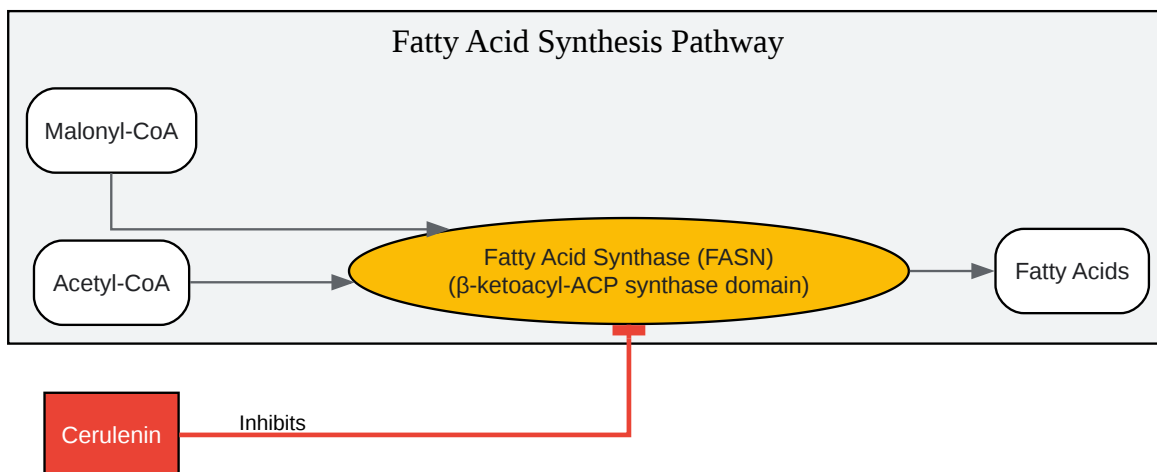 Fatty Acid Synthesis Pathway
Malonyl-CoA
Acetyl-CoA
Fatty Acid Synthase (FASN)
(β-ketoacyl-ACP synthase domain)
Fatty Acids
Cerulenin
Inhibits